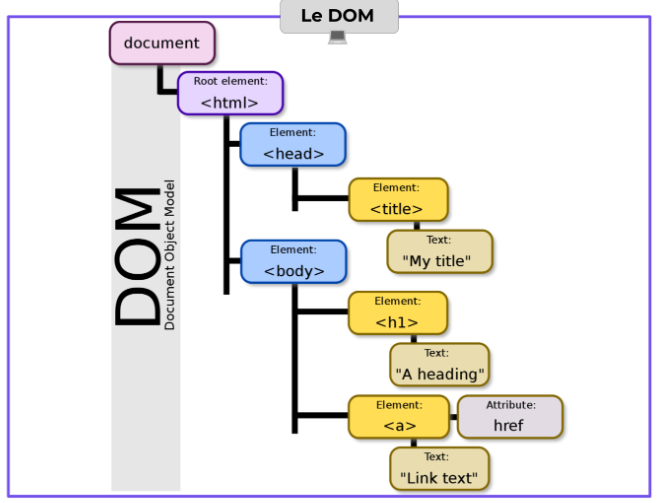 Le DOM
document
Root element:
<html>
Element:
<head>
Element:
<title>
Text:
"My title"
DOM
Document Object Model
Element:
<body>
Element:
<h1>
Text:
"A heading"
Element:
<a>
Attribute:
href
Text:
"Link text"